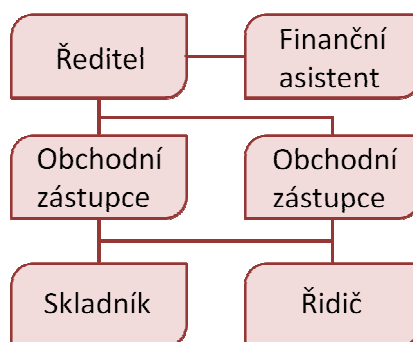 Ředitel
Finanční
asistent
Obchodní
zástupce
Obchodní
zástupce
Skladník
Řidič